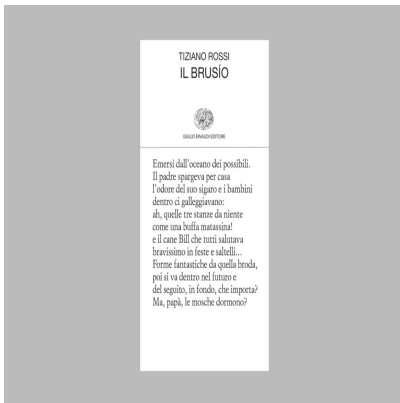 TIZIANO ROSSI
IL BRUSÍO
GIULIO EINAUDI EDITORE
Emersi dall'oceano dei possibili.
Il padre spargeva per casa
l'odore del suo sigaro e i bambini
dentro ci galleggiavano:
ah, quelle tre stanze da niente
come una buffa matassina!
e il cane Bill che tutti salutava
bravissimo in feste e saltelli...
Forme fantastiche da quella broda,
poi si va dentro nel futuro e
del seguito, in fondo, che importa?
Ma, papà, le mosche dormono?